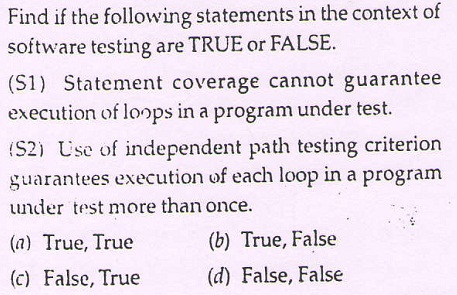 Find if the following statements in the context of
software testing are TRUE or FALSE.
(S1) Statement coverage cannot guarantee
execution of loops in a program under test.
(S2) Use of independent path testing criterion
guarantees execution of each loop in a program
under test more than once.
(a) True, True (b) True, False
(c) False, True (d) False, False